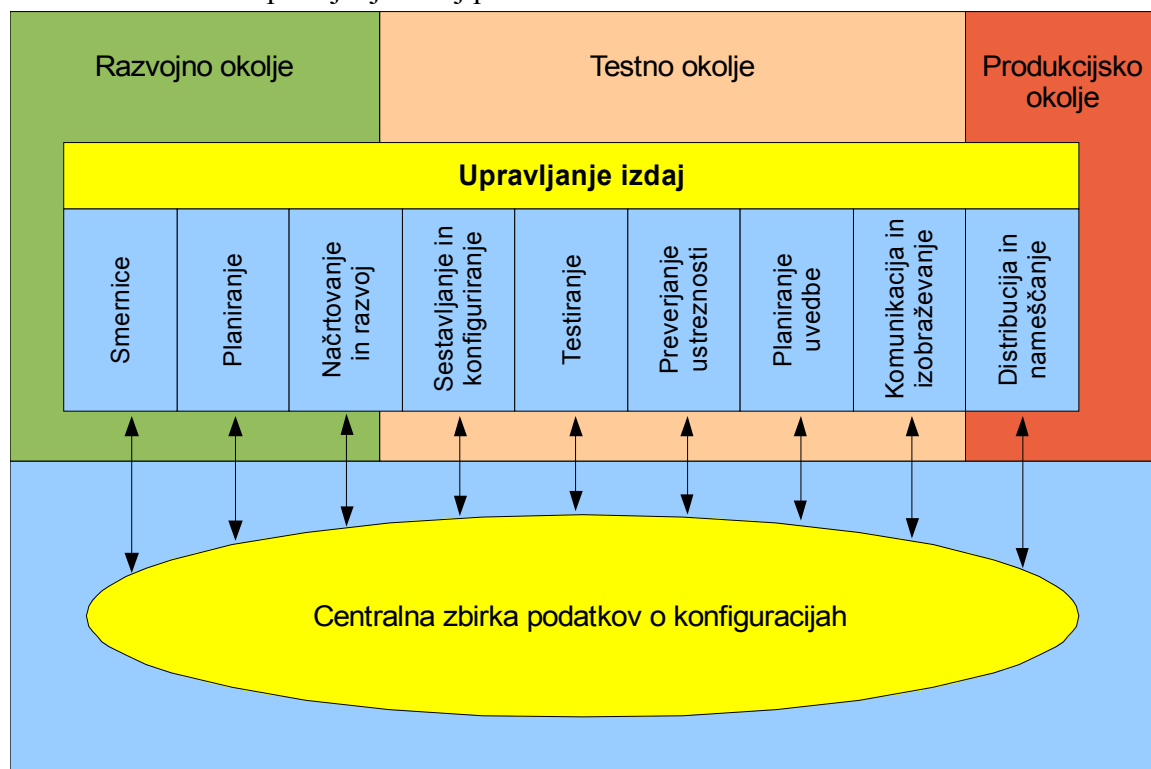 Razvojno okolje
Testno okolje
Produkcijsko
okolje
Upravljanje izdaj
Smernice
Planiranje
Načrtovanje
in razvoj
Sestavljanje in
konfiguriranje
Testiranje
Preverjanje
ustreznosti
Planiranje
uvedbe
Komunikacija in
izobraževanje
Distribucija in
nameščanje
Centralna zbirka podatkov o konfiguracijah